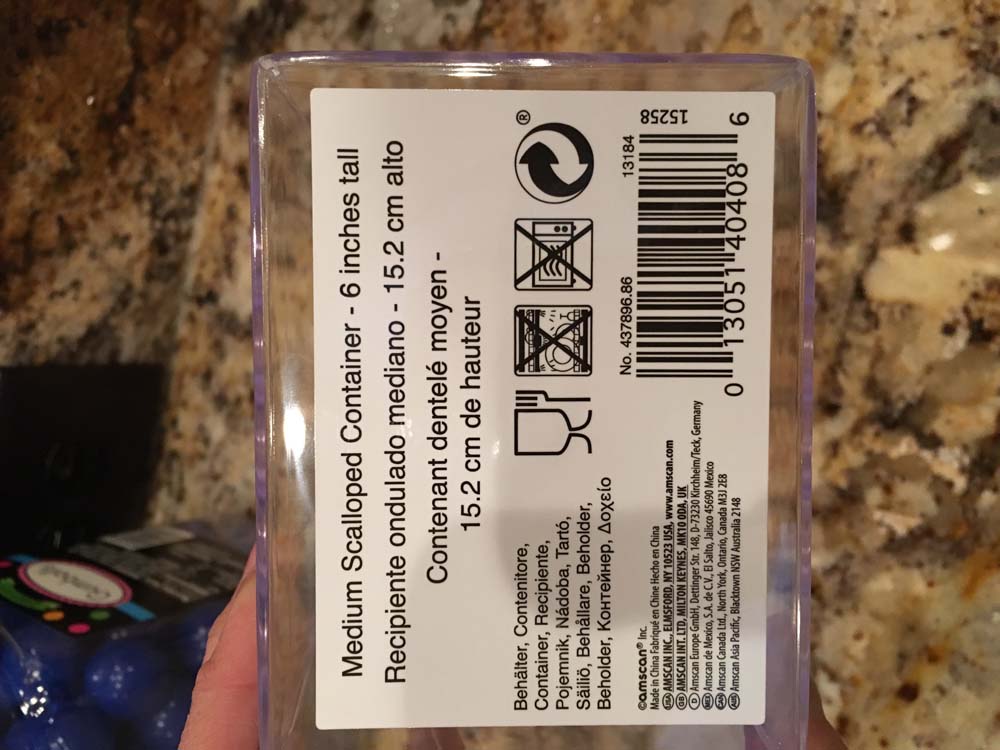 Medium Scalloped Container - 6 inches tall
Recipiente ondulado mediano - 15.2 cm alto
Contenant dentelé moyen -
15.2 cm de hauteur
Behälter, Contenitore,
Container, Recipiente,
Pojemnik, Nádoba, Tartó,
Säiliö, Behållare, Beholder,
Beholder, Контейнер, Δοχείο
®
©amscan® Inc.
Made in China Fabriqué en Chine Hecho en China
USA AMSCAN INC., ELMSFORD, NY 10523 USA, www.amscan.com
GB AMSCAN INT. LTD, MILTON KEYNES, MK10 0DA, UK
D Amscan Europe GmbH, Dettinger Str. 148, D-73230 Kirchheim/Teck, Germany
MEX Amscan de Mexico, S.A. de C.V., El Salto, Jalisco 45690 Mexico
CAN Amscan Canada Ltd., North York, Ontario, Canada M3J 2E8
AUS Amscan Asia Pacific, Blacktown NSW Australia 2148
No. 437896.86
13184
0 13051 40408 6
15258